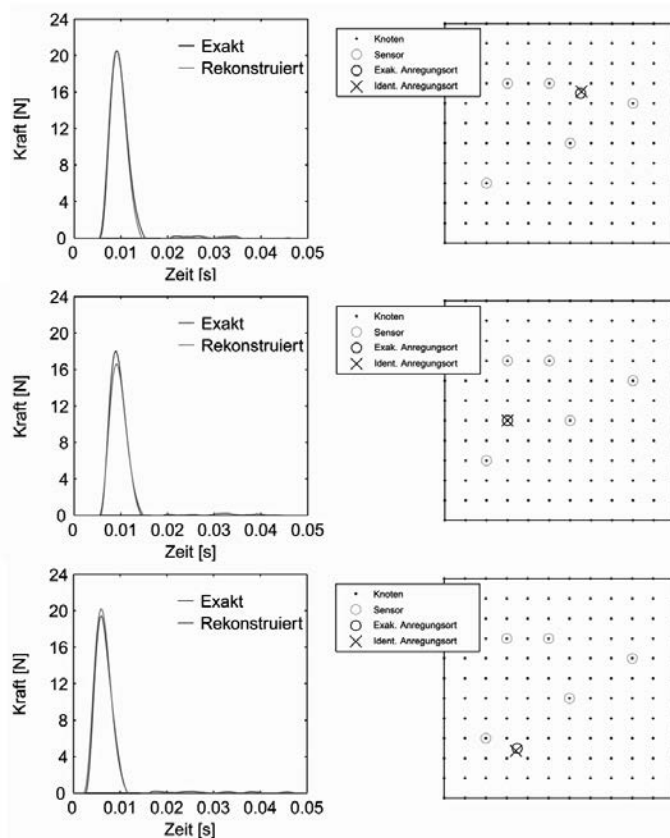 24
20
16
12
8
4
0
Kraft [N]
Exakt
Rekonstruiert
0
0.01
0.02
0.03
0.04
0.05
Zeit [s]
Knoten
Sensor
Exak. Anregungsort
Ident. Anregungsort
24
20
16
12
8
4
0
Kraft [N]
Exakt
Rekonstruiert
0
0.01
0.02
0.03
0.04
0.05
Zeit [s]
Knoten
Sensor
Exak. Anregungsort
Ident. Anregungsort
24
20
16
12
8
4
0
Kraft [N]
Exakt
Rekonstruiert
0
0.01
0.02
0.03
0.04
0.05
Zeit [s]
Knoten
Sensor
Exak. Anregungsort
Ident. Anregungsort